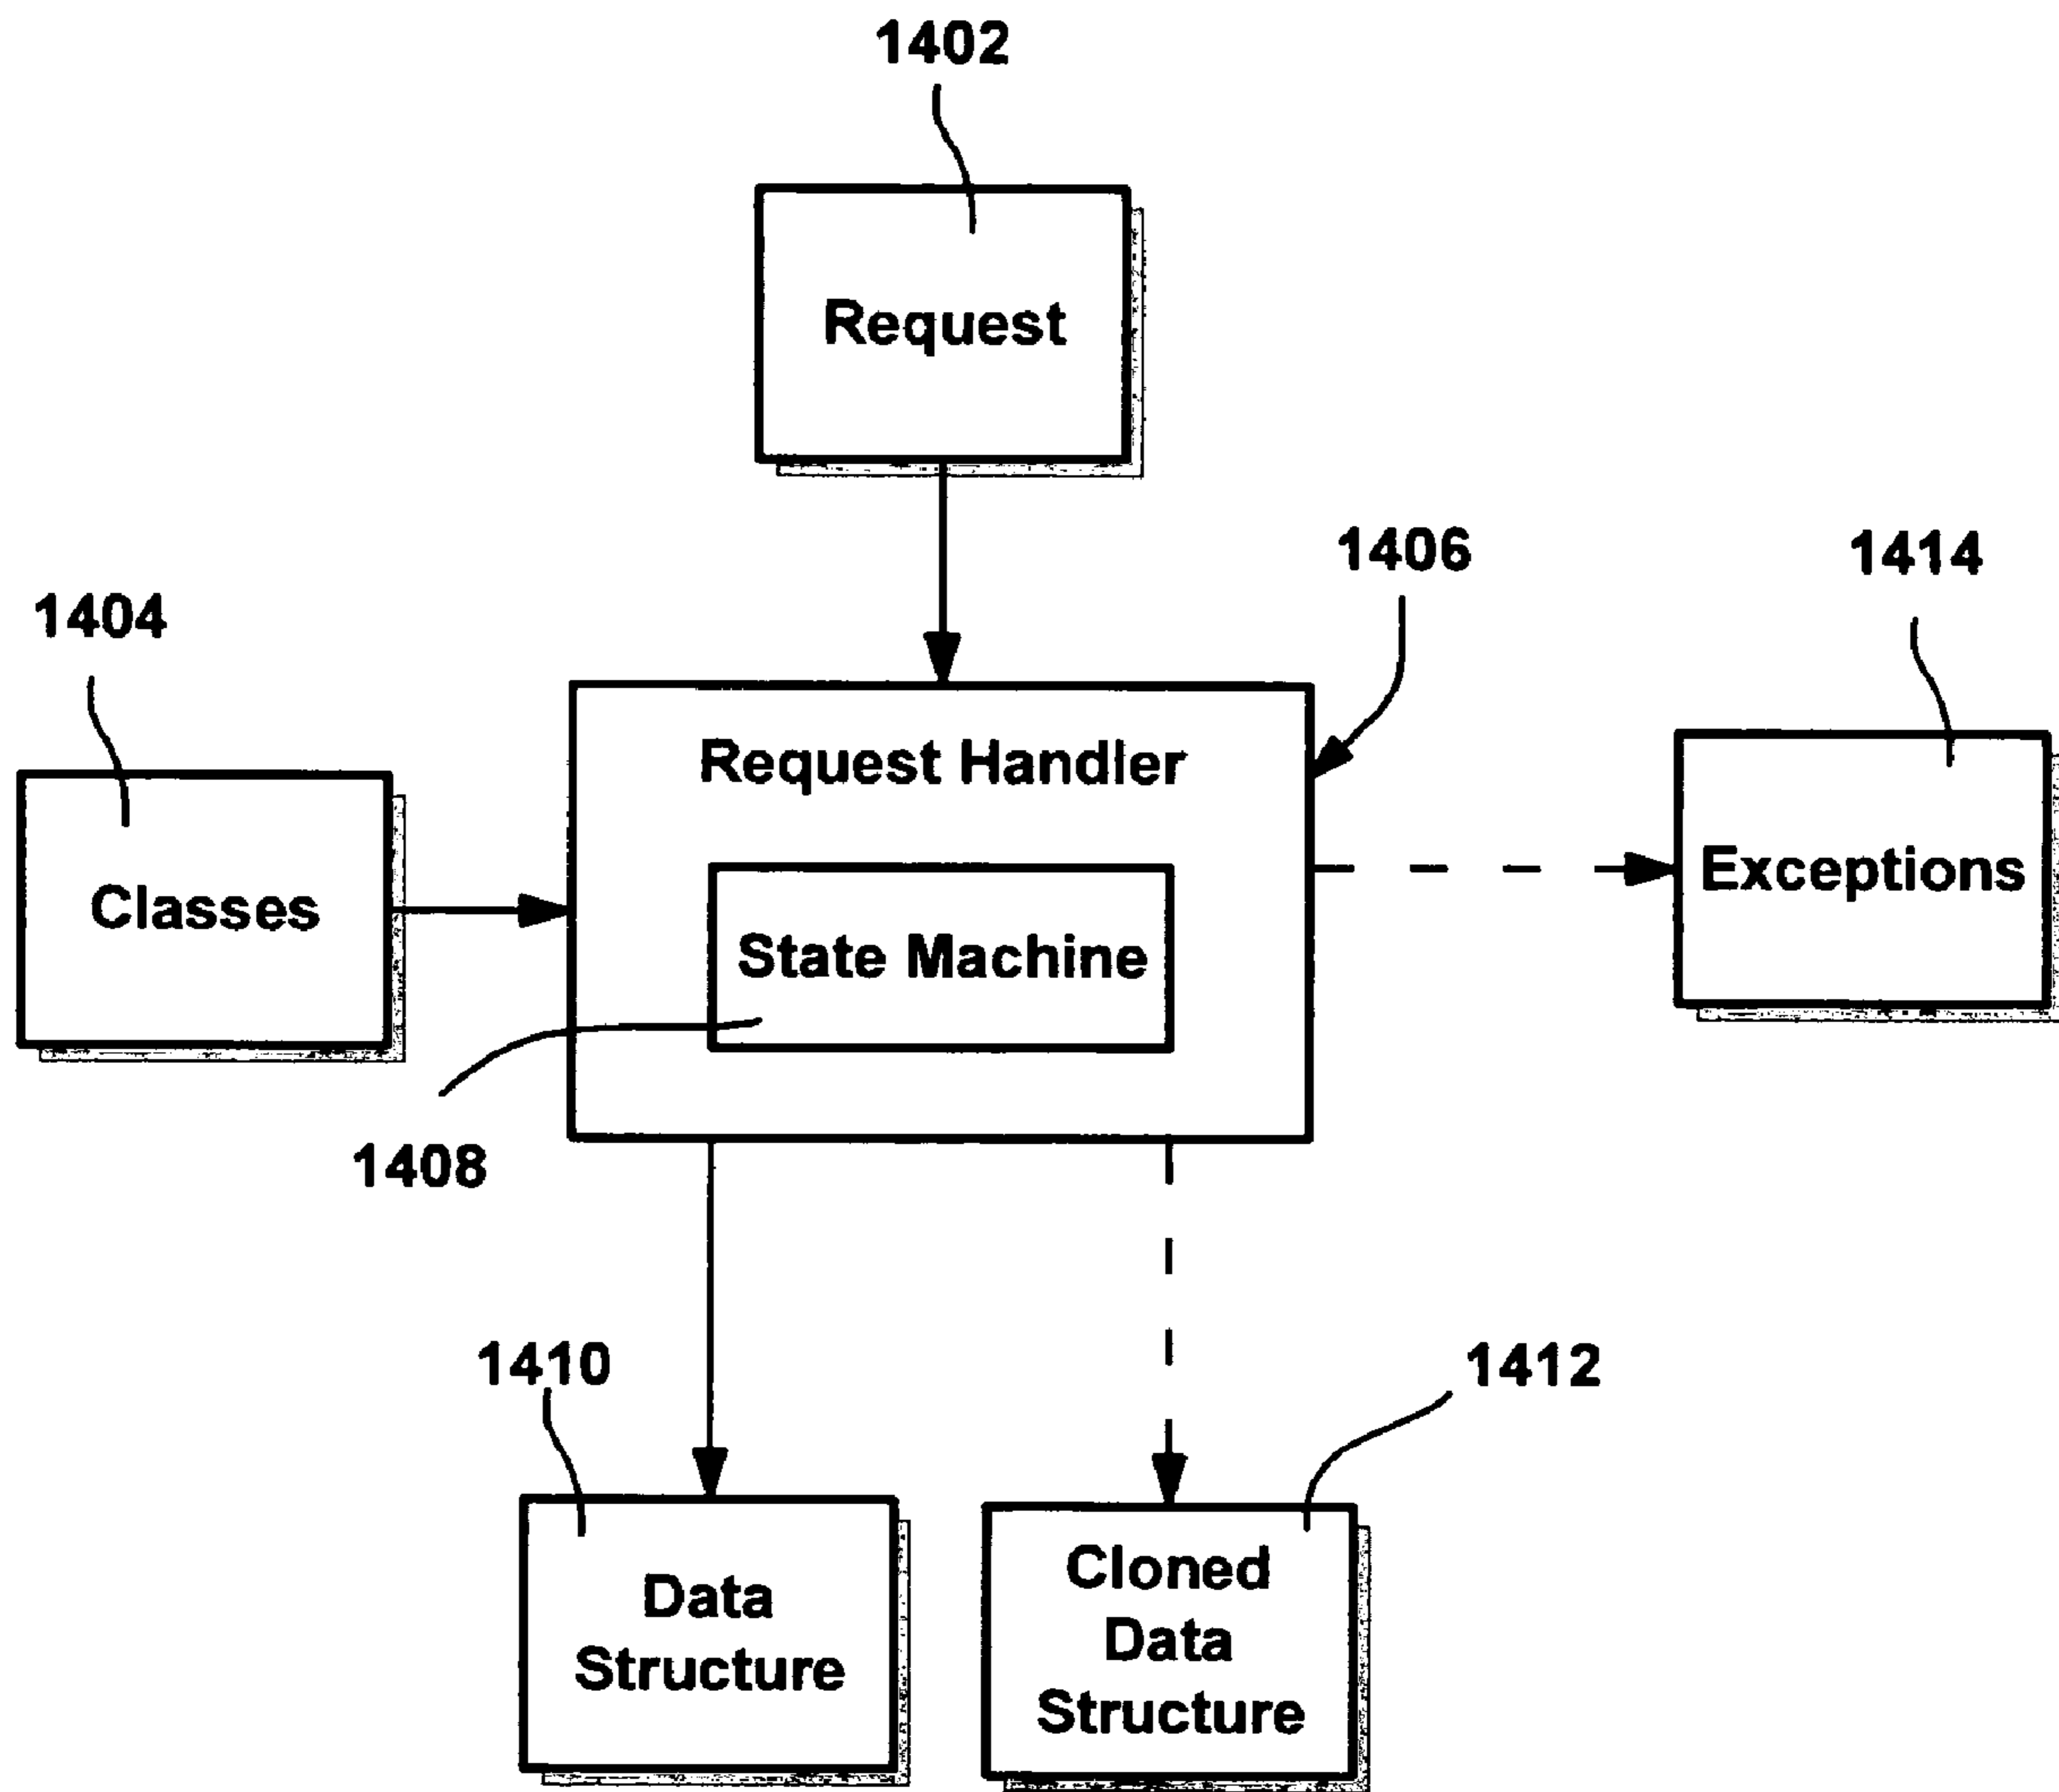 1402
Request
1406
1414
1404
Request Handler
Exceptions
Classes
State Machine
1408
1410
1412
Data
Structure
Cloned
Data
Structure